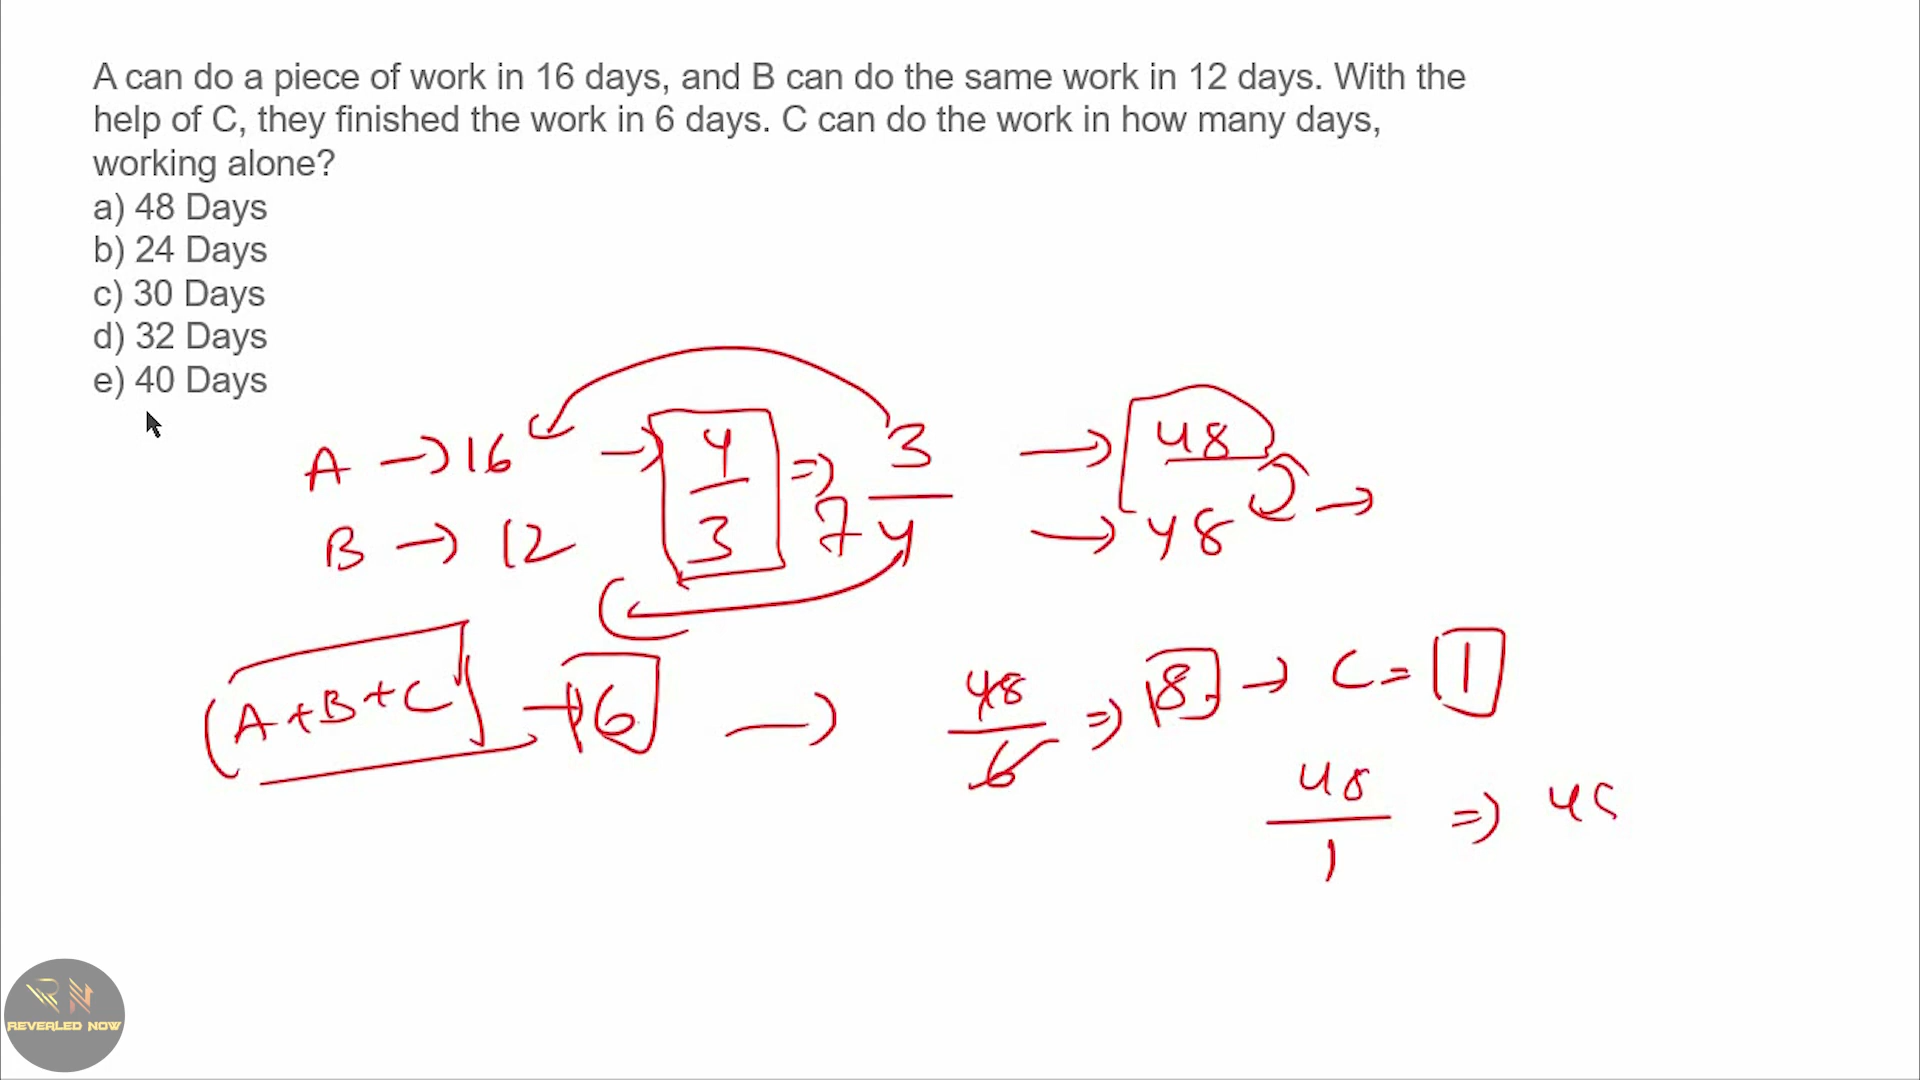 A can do a piece of work in 16 days, and B can do the same work in 12 days. With the
help of C, they finished the work in 6 days. C can do the work in how many days,
working alone?
a) 48 Days
b) 24 Days
c) 30 Days
d) 32 Days
e) 40 Days
A → 16 → 4 ⇒ 3 → 48
B → 12 3 7 4 → 48 →
(A+B+C) → 6 → 48/6 ⇒ 8 → C = 1
48/1 ⇒ 48
RN
REVERLED NOW